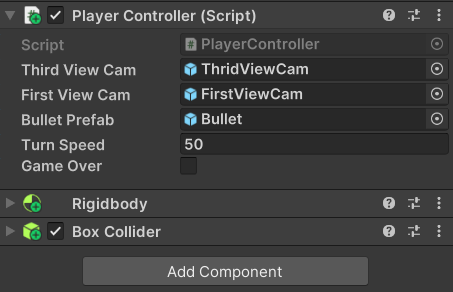 Player Controller (Script)
Script PlayerController
Third View Cam ThridViewCam
First View Cam FirstViewCam
Bullet Prefab Bullet
Turn Speed 50
Game Over
Rigidbody
Box Collider
Add Component